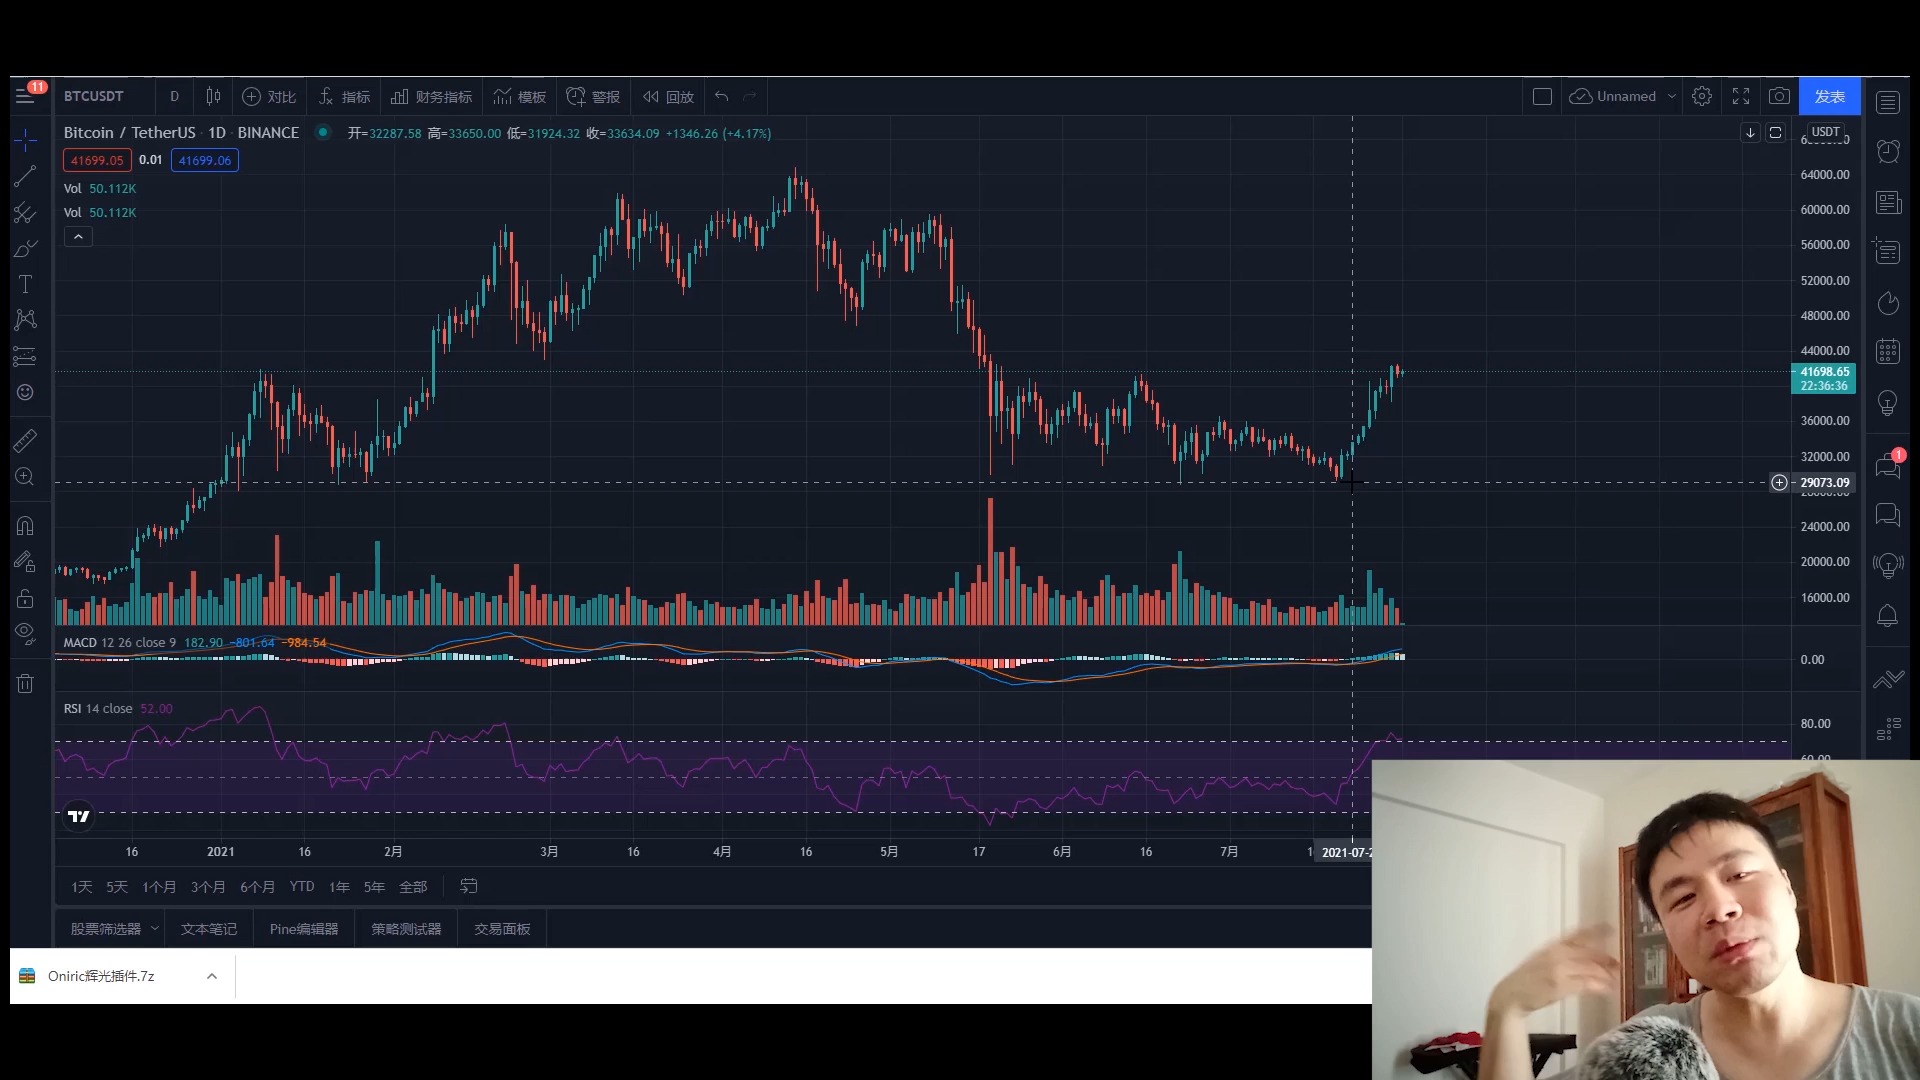 11
BTCUSDT D 对比 指标 财务指标 模板 警报 回放 Unnamed 发表
Bitcoin / TetherUS · 1D · BINANCE 开=32287.58 高=33650.00 低=31924.32 收=33634.09 +1346.26 (+4.17%)
USDT
41699.05 0.01 41699.06
Vol 50.112K
Vol 50.112K
64000.00
60000.00
56000.00
52000.00
48000.00
44000.00
41698.65
22:36:36
36000.00
32000.00
1
29073.09
24000.00
20000.00
16000.00
MACD 12 26 close 9 182.90 −801.64 −984.54
0.00
RSI 14 close 52.00
80.00
60.00
16 2021 16 2月 3月 16 4月 16 5月 17 6月 16 7月 2021-07-2
1天 5天 1个月 3个月 6个月 YTD 1年 5年 全部
股票筛选器 文本笔记 Pine编辑器 策略测试器 交易面板
Oniric辉光插件.7z